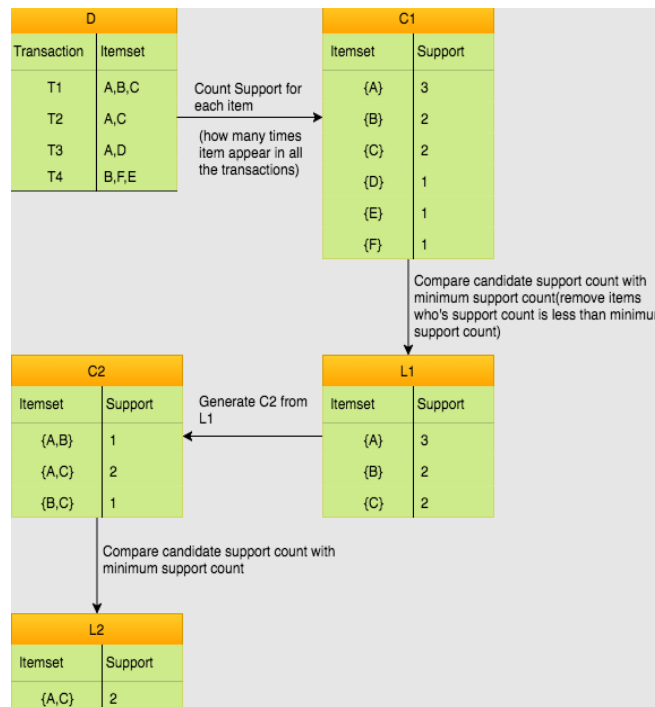 D
Transaction Itemset
T1 A,B,C
T2 A,C
T3 A,D
T4 B,F,E
Count Support for
each item
(how many times
item appear in all
the transactions)
C1
Itemset Support
{A} 3
{B} 2
{C} 2
{D} 1
{E} 1
{F} 1
Compare candidate support count with
minimum support count(remove items
who's support count is less than minimu
support count)
L1
Itemset Support
{A} 3
{B} 2
{C} 2
Generate C2 from
L1
C2
Itemset Support
{A,B} 1
{A,C} 2
{B,C} 1
Compare candidate support count with
minimum support count
L2
Itemset Support
{A,C} 2